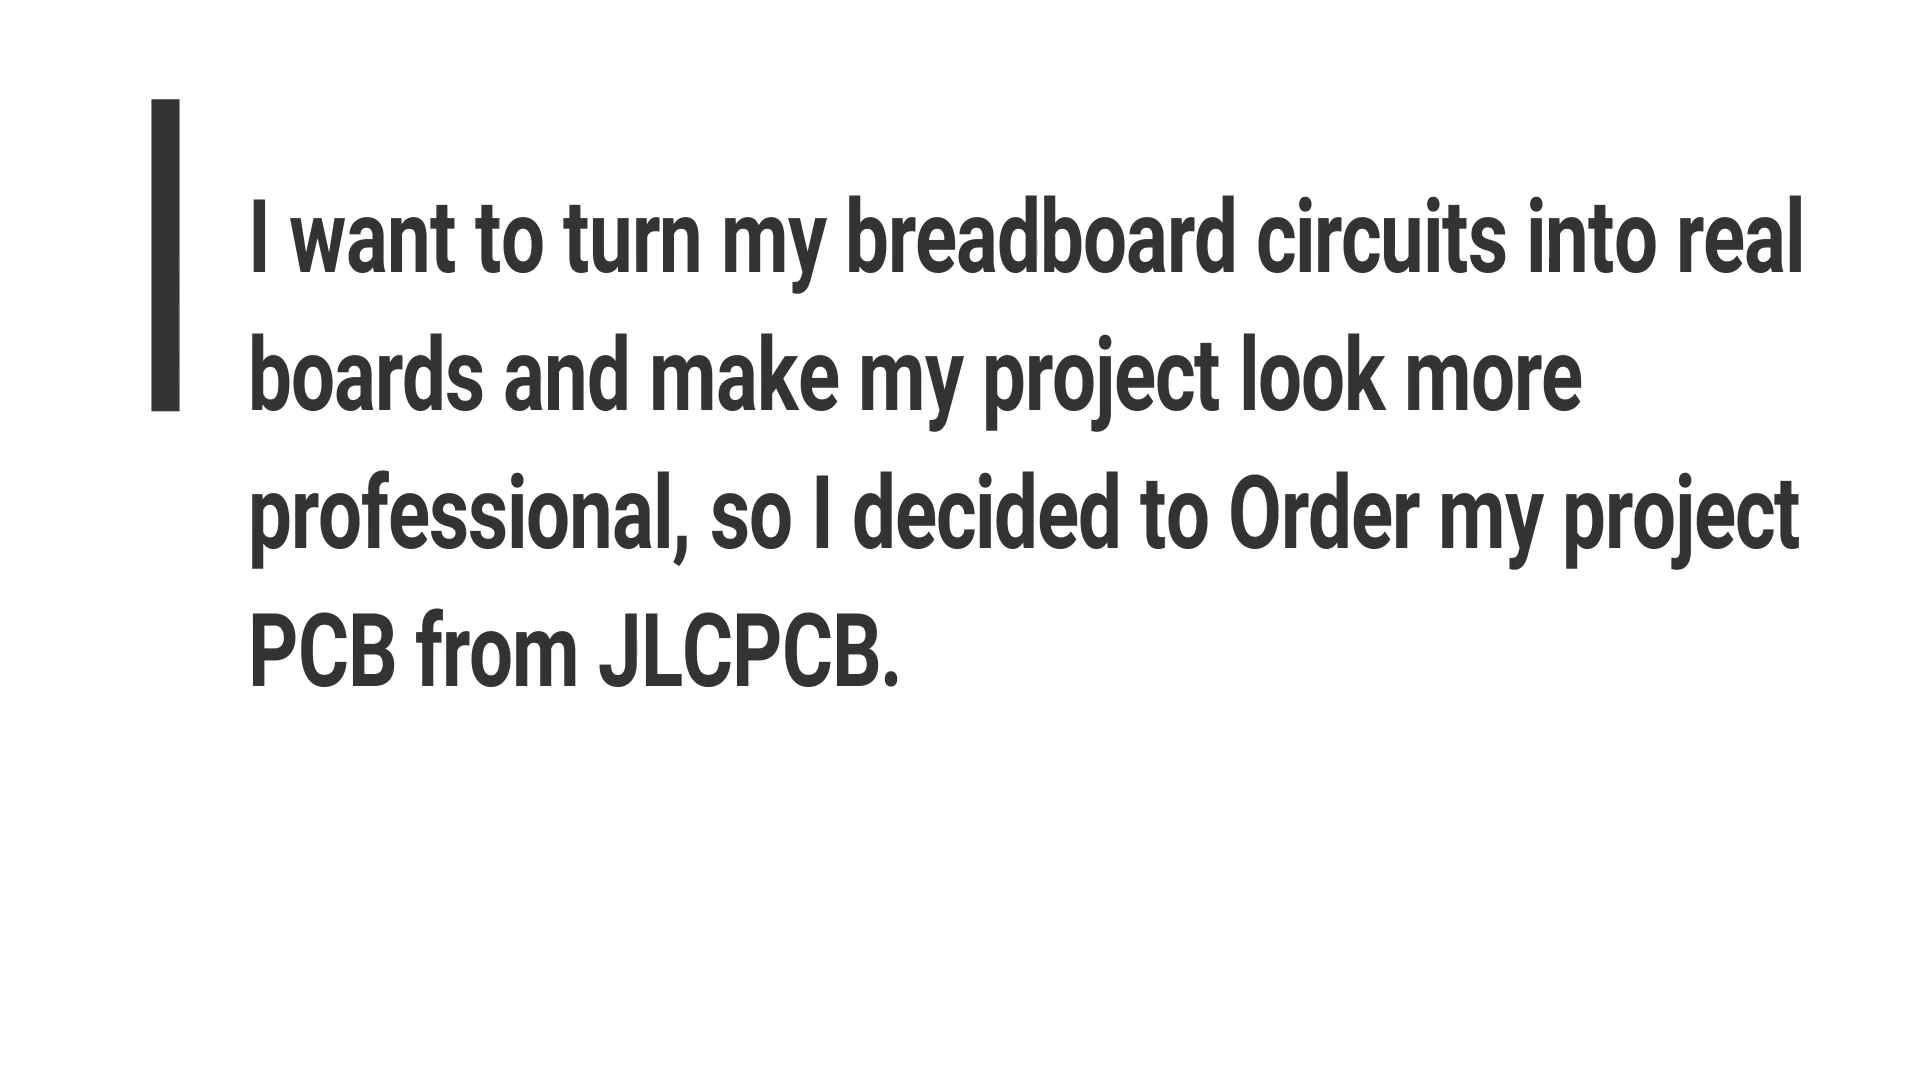 I want to turn my breadboard circuits into real
boards and make my project look more
professional, so I decided to Order my project
PCB from JLCPCB.